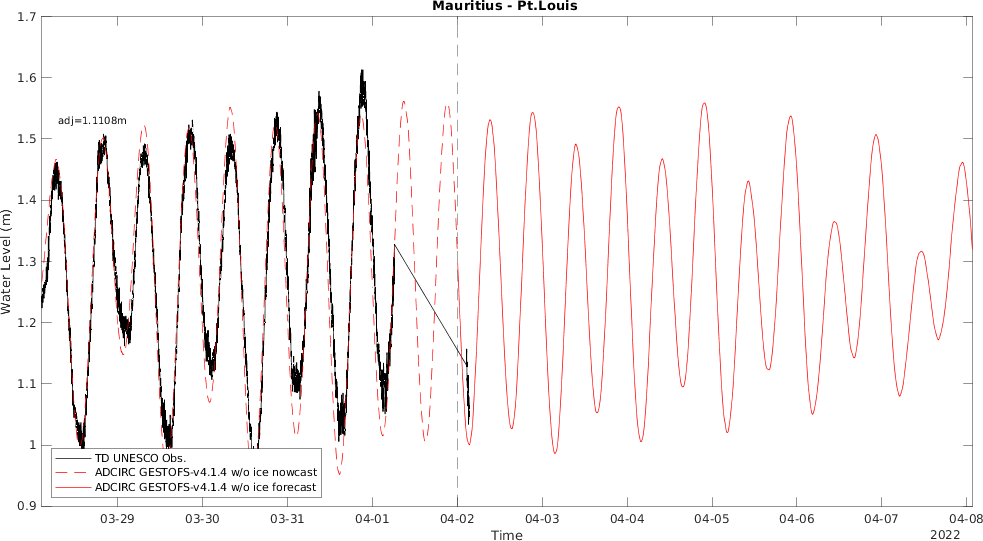 Mauritius - Pt.Louis
1.7
1.6
1.5
1.4
1.3
1.2
1.1
1
0.9
Water Level (m)
adj=1.1108m
TD UNESCO Obs.
ADCIRC GESTOFS-v4.1.4 w/o ice nowcast
ADCIRC GESTOFS-v4.1.4 w/o ice forecast
03-29 03-30 03-31 04-01 04-02 04-03 04-04 04-05 04-06 04-07 04-08
Time
2022